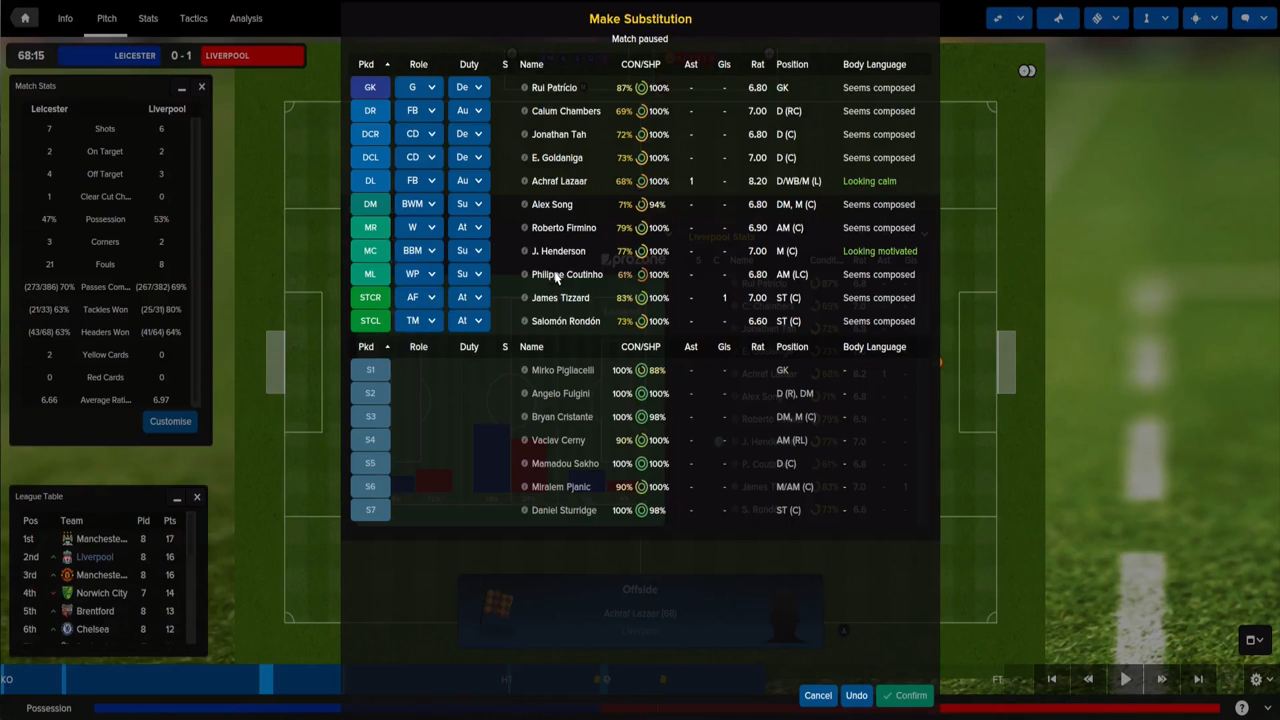 Info Pitch Stats Tactics Analysis
68:15 LEICESTER 0 - 1 LIVERPOOL
Match Stats
Leicester Liverpool
7 Shots 6
2 On Target 2
4 Off Target 3
1 Clear Cut Ch... 0
47% Possession 53%
3 Corners 2
21 Fouls 8
(273/386) 70% Passes Com... (267/382) 69%
(21/33) 63% Tackles Won (25/31) 80%
(43/68) 63% Headers Won (41/64) 64%
2 Yellow Cards 0
0 Red Cards 0
6.66 Average Rati... 6.97
Customise
League Table
Pos Team Pld Pts
1st Mancheste... 8 17
2nd Liverpool 8 16
3rd Mancheste... 8 16
4th Norwich City 7 14
5th Brentford 8 13
6th Chelsea 8 12
Make Substitution
Match paused
Pkd Role Duty S Name CON/SHP Ast Gls Rat Position Body Language
GK G De Rui Patrício 87% 100% - - 6.80 GK Seems composed
DR FB Au Calum Chambers 69% 100% - - 7.00 D (RC) Seems composed
DCR CD De Jonathan Tah 72% 100% - - 6.80 D (C) Seems composed
DCL CD De E. Goldaniga 73% 100% - - 7.00 D (C) Seems composed
DL FB Au Achraf Lazaar 68% 100% 1 - 8.20 D/WB/M (L) Looking calm
DM BWM Su Alex Song 71% 94% - - 6.80 DM, M (C) Seems composed
MR W At Roberto Firmino 79% 100% - - 6.90 AM (C) Seems composed
MC BBM Su J. Henderson 77% 100% - - 7.00 M (C) Looking motivated
ML WP Su Philippe Coutinho 61% 100% - - 6.80 AM (LC) Seems composed
STCR AF At James Tizzard 83% 100% - 1 7.00 ST (C) Seems composed
STCL TM At Salomón Rondón 73% 100% - - 6.60 ST (C) Seems composed
Pkd Role Duty S Name CON/SHP Ast Gls Rat Position Body Language
S1 Mirko Pigliacelli 100% 88% - - - GK -
S2 Angelo Fulgini 100% 100% - - - D (R), DM -
S3 Bryan Cristante 100% 98% - - - DM, M (C) -
S4 Vaclav Cerny 90% 100% - - - AM (RL) -
S5 Mamadou Sakho 100% 100% - - - D (C) -
S6 Miralem Pjanic 90% 100% - - - M/AM (C) -
S7 Daniel Sturridge 100% 98% - - - ST (C) -
Offside
Achraf Lazaar (68)
Liverpool
Cancel Undo Confirm
KO HT FT
Possession